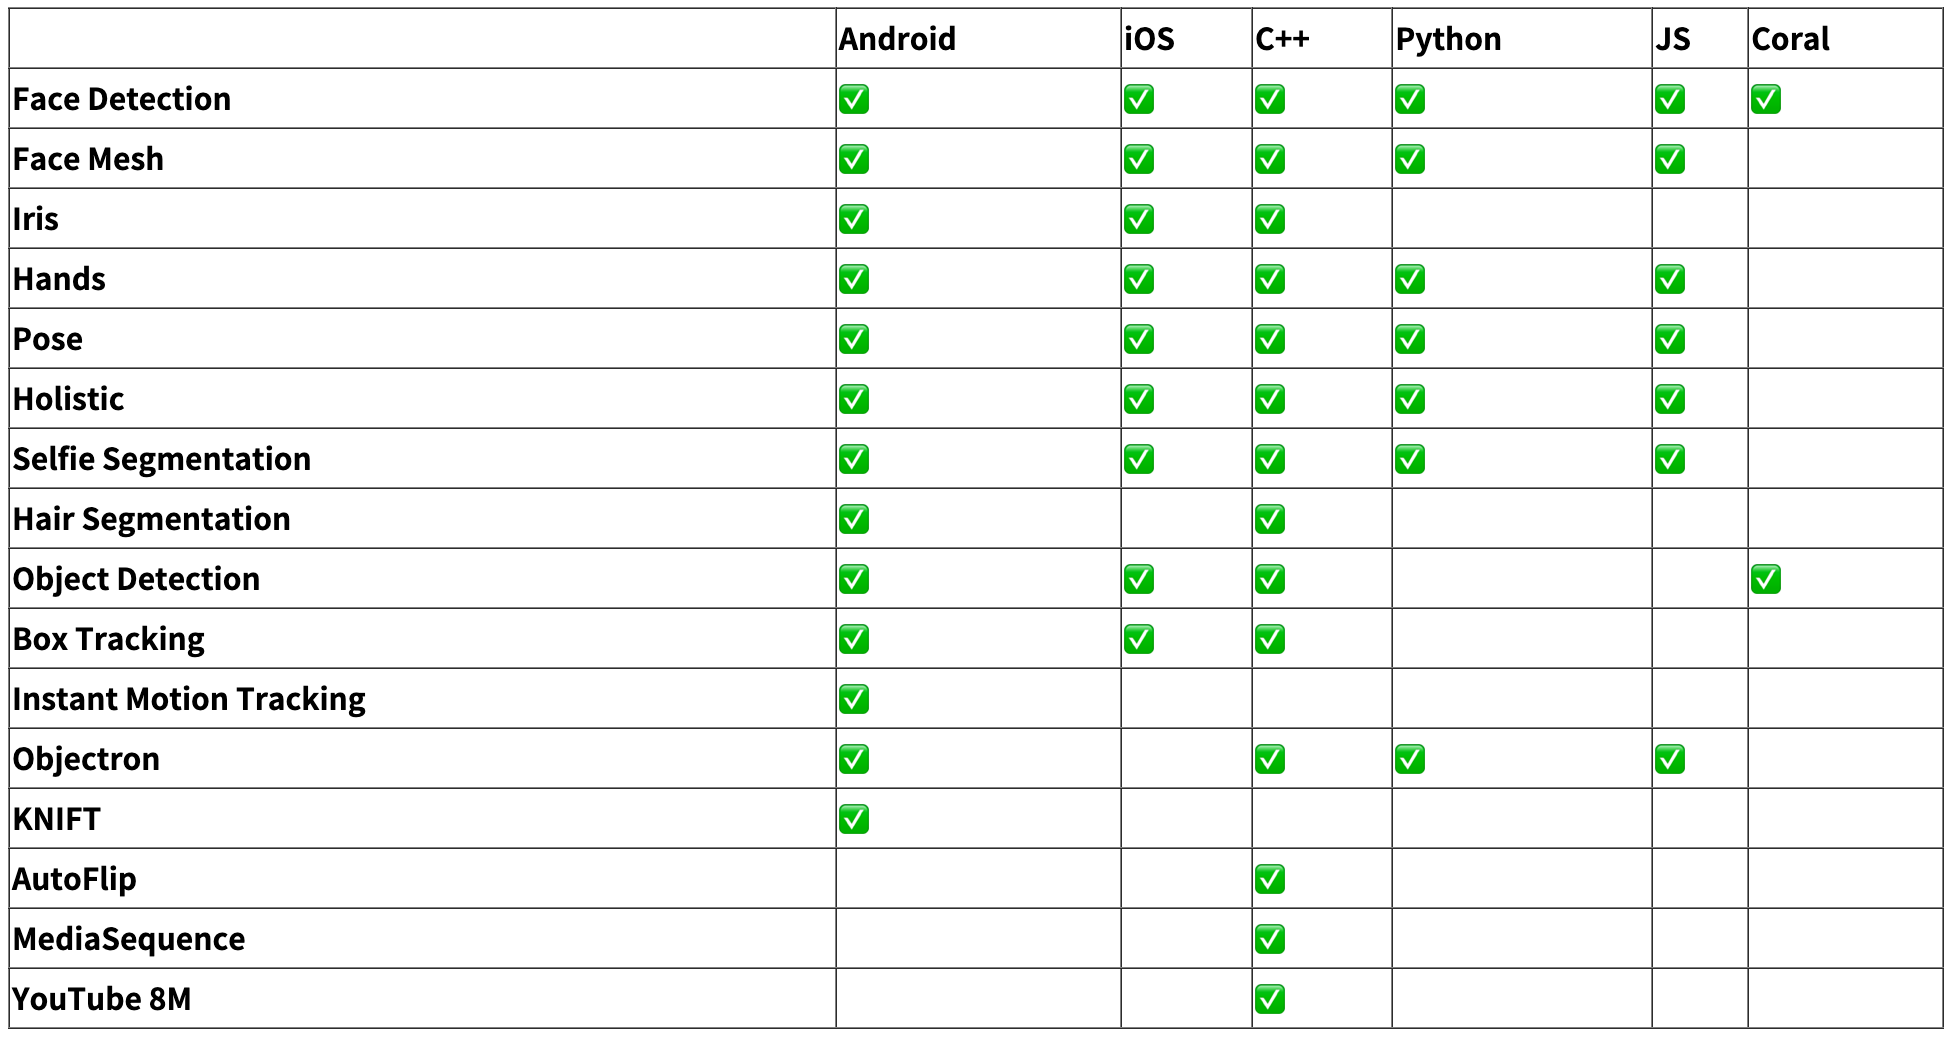 Android iOS C++ Python JS Coral
Face Detection ✅ ✅ ✅ ✅ ✅ ✅
Face Mesh ✅ ✅ ✅ ✅ ✅
Iris ✅ ✅ ✅
Hands ✅ ✅ ✅ ✅ ✅
Pose ✅ ✅ ✅ ✅ ✅
Holistic ✅ ✅ ✅ ✅ ✅
Selfie Segmentation ✅ ✅ ✅ ✅ ✅
Hair Segmentation ✅ ✅
Object Detection ✅ ✅ ✅ ✅
Box Tracking ✅ ✅ ✅
Instant Motion Tracking ✅
Objectron ✅ ✅ ✅ ✅
KNIFT ✅
AutoFlip ✅
MediaSequence ✅
YouTube 8M ✅